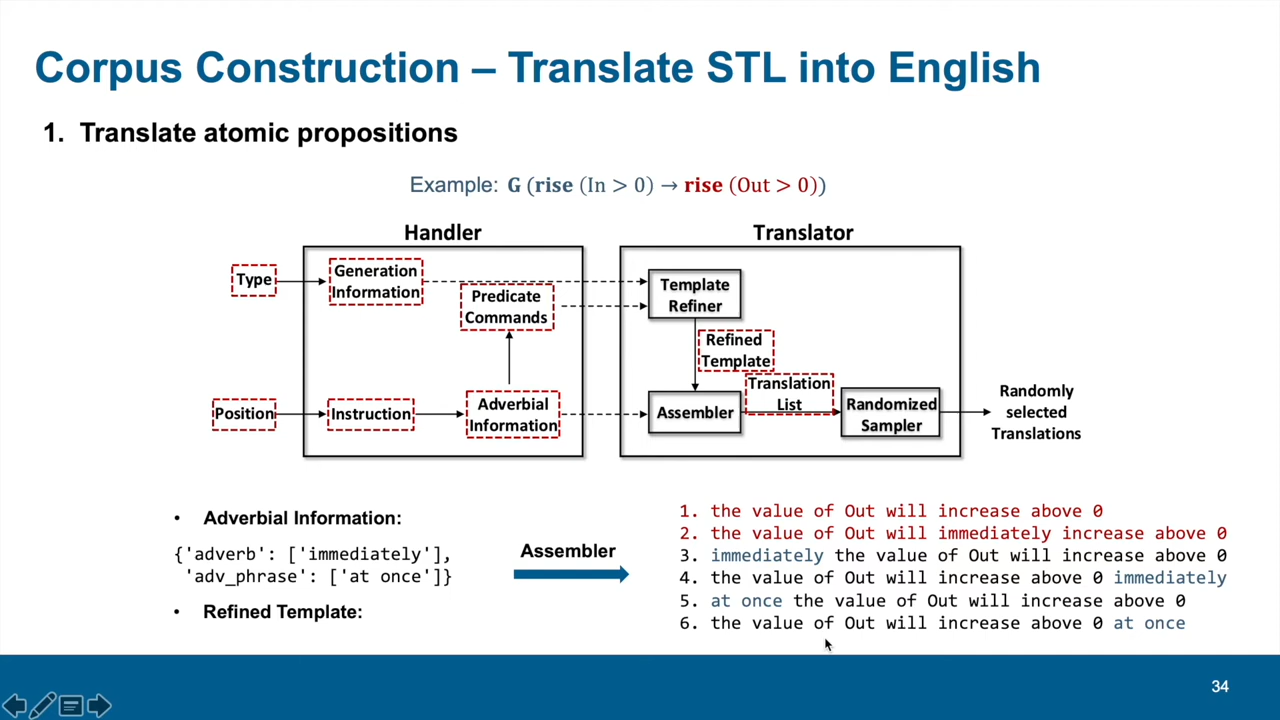 Corpus Construction – Translate STL into English
1. Translate atomic propositions
Example: G (rise (In > 0) → rise (Out > 0))
Handler
Translator
Type
Generation
Information
Predicate
Commands
Template
Refiner
Refined
Template
Position
Instruction
Adverbial
Information
Assembler
Translation
List
Randomized
Sampler
Randomly
selected
Translations
• Adverbial Information:
{'adverb': ['immediately'],
'adv_phrase': ['at once']}
• Refined Template:
Assembler
1. the value of Out will increase above 0
2. the value of Out will immediately increase above 0
3. immediately the value of Out will increase above 0
4. the value of Out will increase above 0 immediately
5. at once the value of Out will increase above 0
6. the value of Out will increase above 0 at once
34